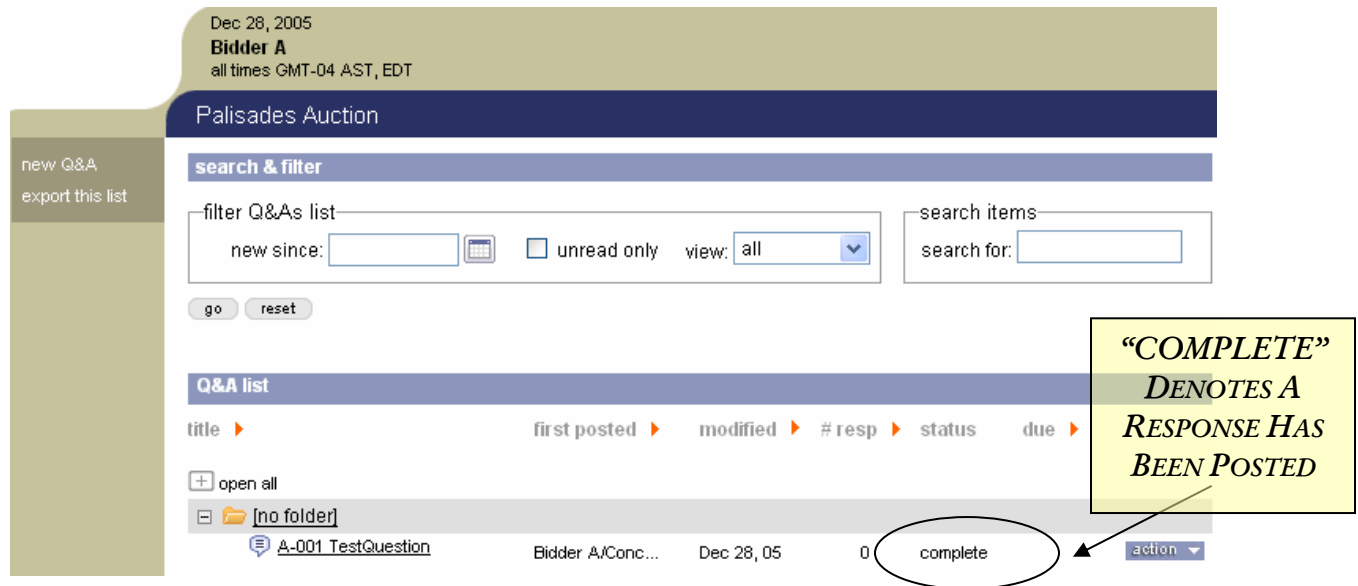 Dec 28, 2005
Bidder A
all times GMT-04 AST, EDT
Palisades Auction
new Q&A
export this list
search & filter
filter Q&As list
new since:
unread only
view: all
search items
search for:
go reset
“COMPLETE”
DENOTES A
RESPONSE HAS
BEEN POSTED
Q&A list
title first posted modified # resp status due
open all
[no folder]
A-001 TestQuestion Bidder A/Conc... Dec 28, 05 0 complete action